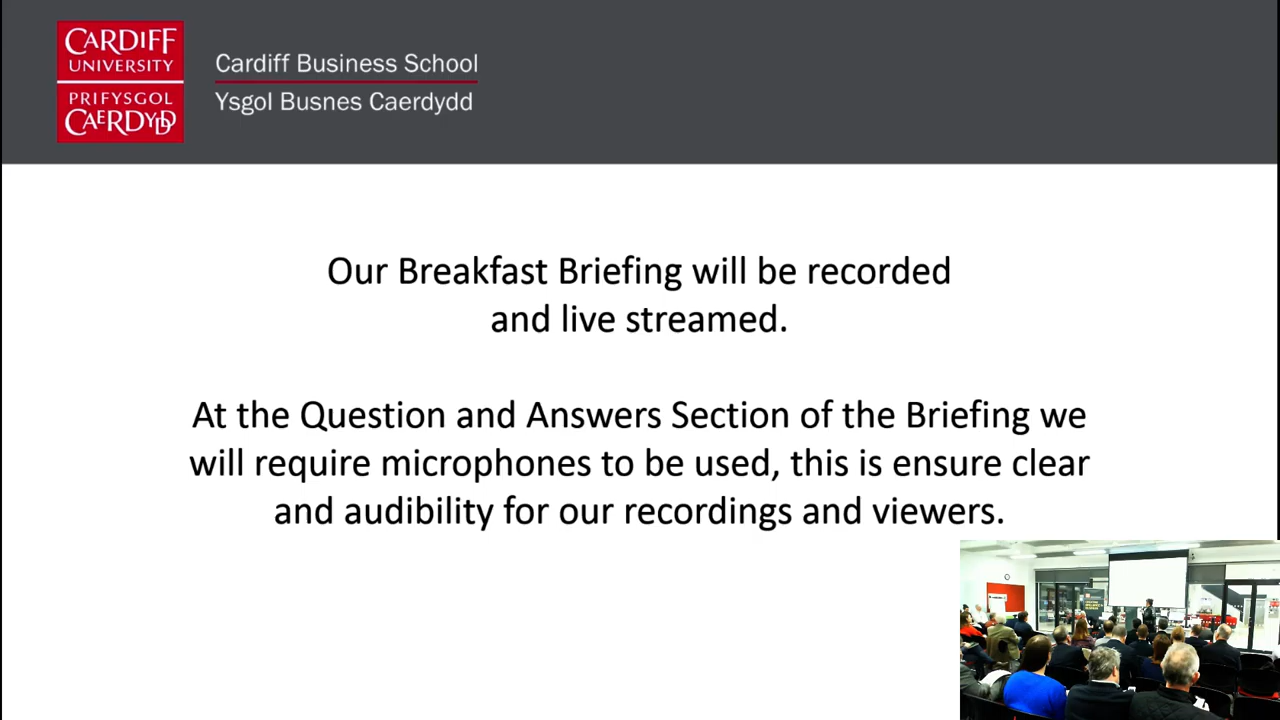 CARDIFF
UNIVERSITY
PRIFYSGOL
CAERDYDD
Cardiff Business School
Ysgol Busnes Caerdydd
Our Breakfast Briefing will be recorded
and live streamed.
At the Question and Answers Section of the Briefing we
will require microphones to be used, this is ensure clear
and audibility for our recordings and viewers.